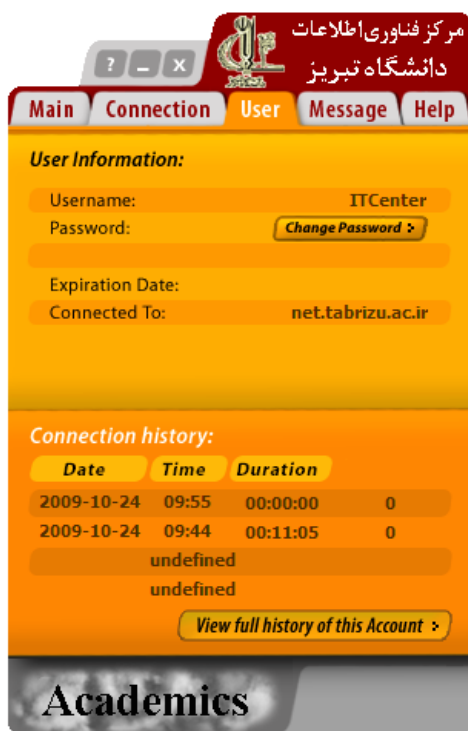 مرکز فناوری اطلاعات
دانشگاه تبریز
? _ X
Main Connection User Message Help
User Information:
Username: ITCenter
Password: Change Password
Expiration Date:
Connected To: net.tabrizu.ac.ir
Connection history:
Date Time Duration
2009-10-24 09:55 00:00:00 0
2009-10-24 09:44 00:11:05 0
undefined
undefined
View full history of this Account
Academics